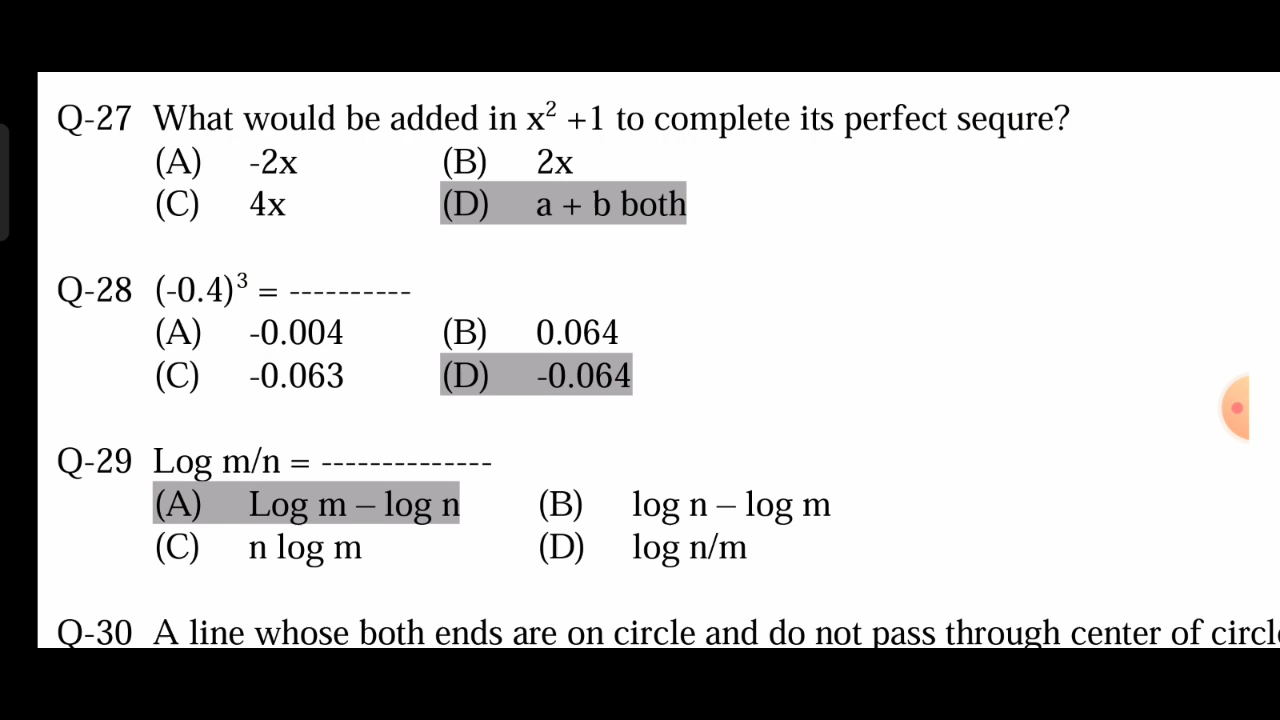 Q-27 What would be added in x² +1 to complete its perfect sequre?
(A) -2x (B) 2x
(C) 4x (D) a + b both
Q-28 (-0.4)³ = ----------
(A) -0.004 (B) 0.064
(C) -0.063 (D) -0.064
Q-29 Log m/n = --------------
(A) Log m – log n (B) log n – log m
(C) n log m (D) log n/m
Q-30 A line whose both ends are on circle and do not pass through center of circle